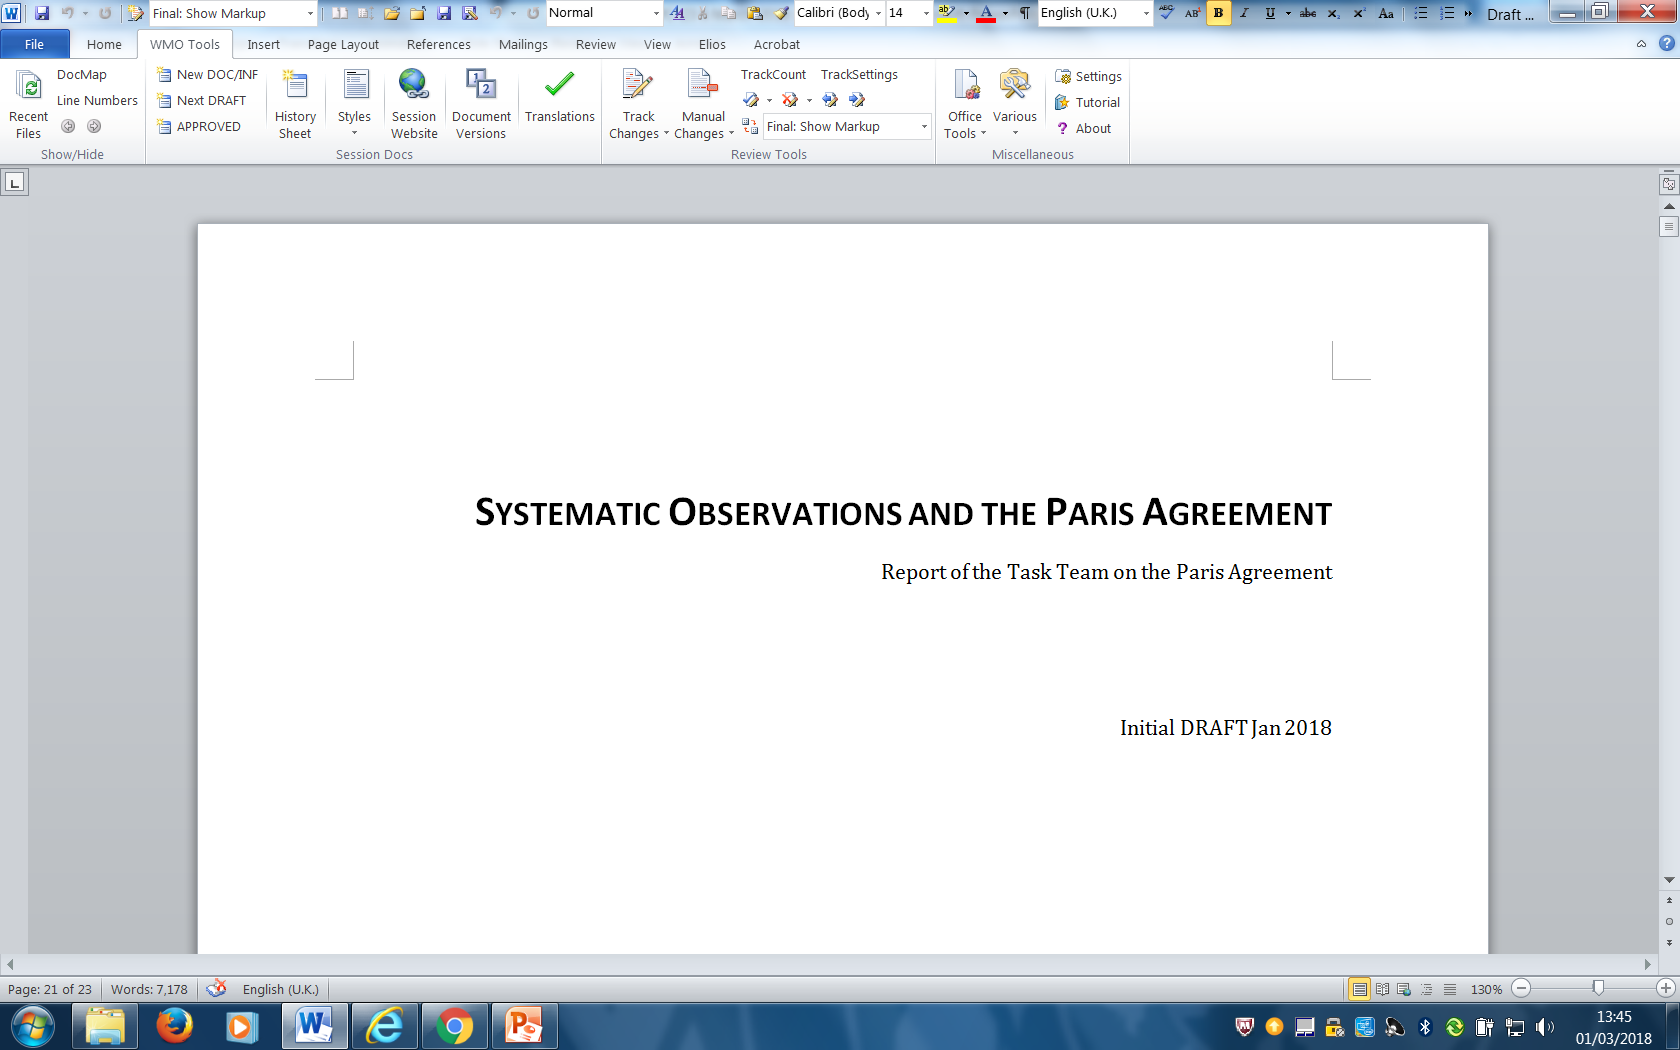 Final: Show Markup Normal Calibri (Body 14 English (U.K.) Draft ...
File Home WMO Tools Insert Page Layout References Mailings Review View Elios Acrobat
Recent Files
DocMap
Line Numbers
Show/Hide
New DOC/INF
Next DRAFT
APPROVED
History Sheet
Styles
Session Website
Document Versions
Translations
Session Docs
Track Changes
Manual Changes
TrackCount TrackSettings
Final: Show Markup
Review Tools
Office Tools
Various
Settings
Tutorial
About
Miscellaneous
SYSTEMATIC OBSERVATIONS AND THE PARIS AGREEMENT
Report of the Task Team on the Paris Agreement
Initial DRAFT Jan 2018
Page: 21 of 23 Words: 7,178 English (U.K.) 130%
13:45
01/03/2018